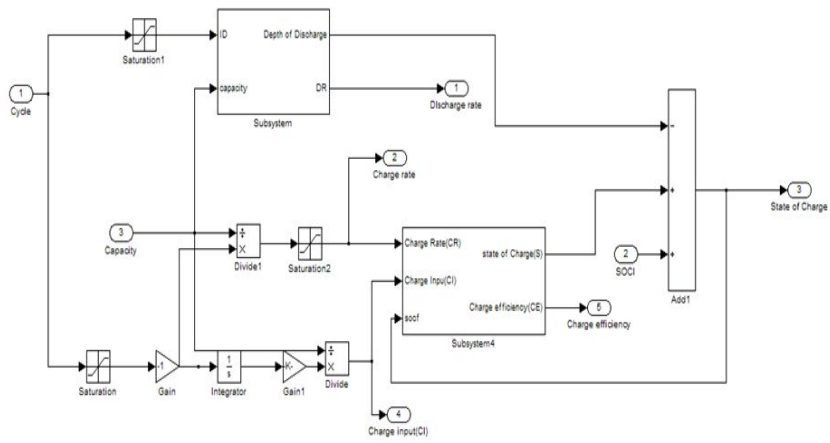 ID
Depth of Discharge
Saturation1
capacity
DR
1
Discharge rate
1
Cycle
Subsystem
2
Charge rate
3
Capacity
÷
X
Divide1
Saturation2
Charge Rate(CR)
state of Charge(S)
Charge Inpu(CI)
Charge efficiency(CE)
socf
Subsystem4
5
Charge efficiency
2
SOCI
−
+
+
Add1
3
State of Charge
Saturation
-1
Gain
1
s
Integrator
-K-
Gain1
÷
X
Divide
4
Charge input(CI)